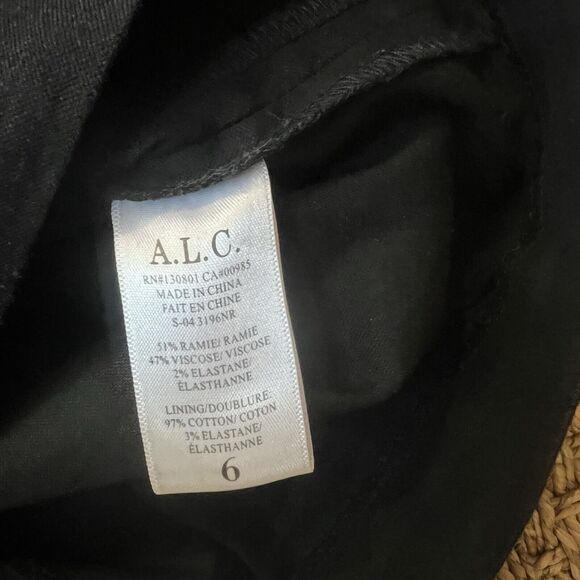 A.L.C.
RN#130801 CA#00985
MADE IN CHINA
FAIT EN CHINE
S-04 3196NR
51% RAMIE/ RAMIE
47% VISCOSE/ VISCOSE
2% ELASTANE/
ÉLASTHANNE
LINING/DOUBLURE:
97% COTTON/ COTON
3% ELASTANE/
ÉLASTHANNE
6